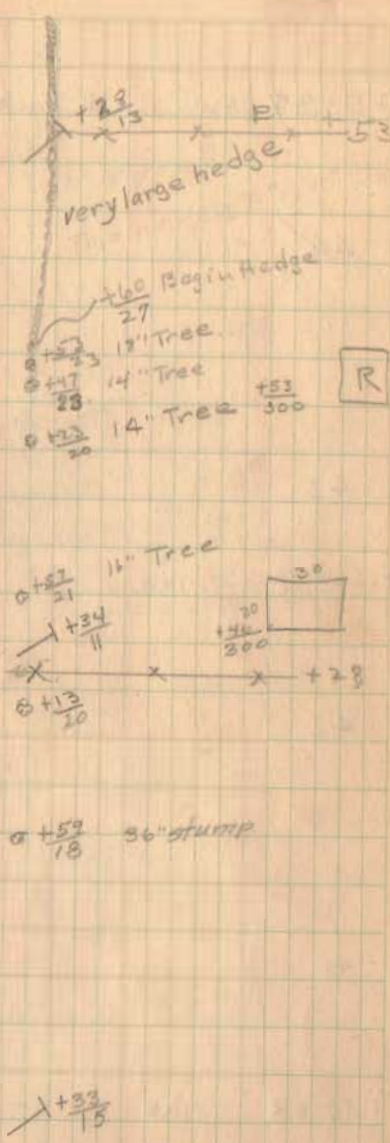 +28/13 E +53
very large hedge
+60/27 Begin Hedge
18" Tree
+47/23 14" Tree
+23/20 14" Tree +53/300 R
+57/21 16" Tree
30
+34/11 20
+46/300
+28
+13/20
+59/18 36" stump
+33/15